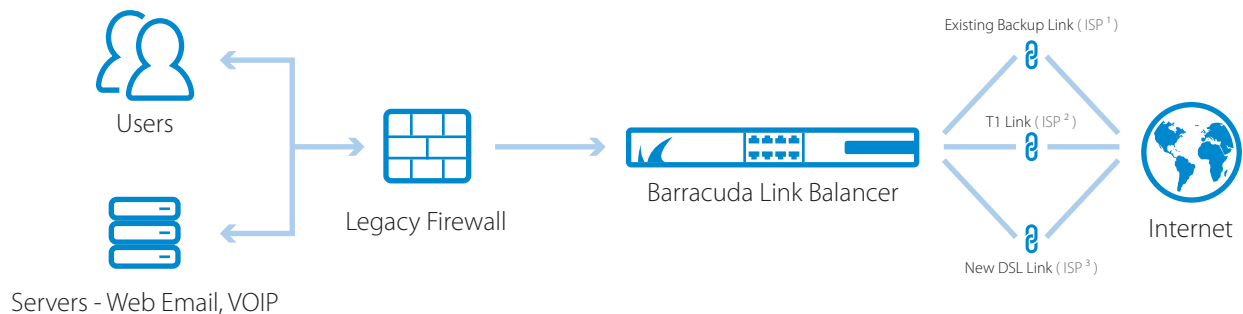 Existing Backup Link ( ISP ¹ )
Users
T1 Link ( ISP ² )
Barracuda Link Balancer
Legacy Firewall
Internet
New DSL Link ( ISP ³ )
Servers - Web Email, VOIP